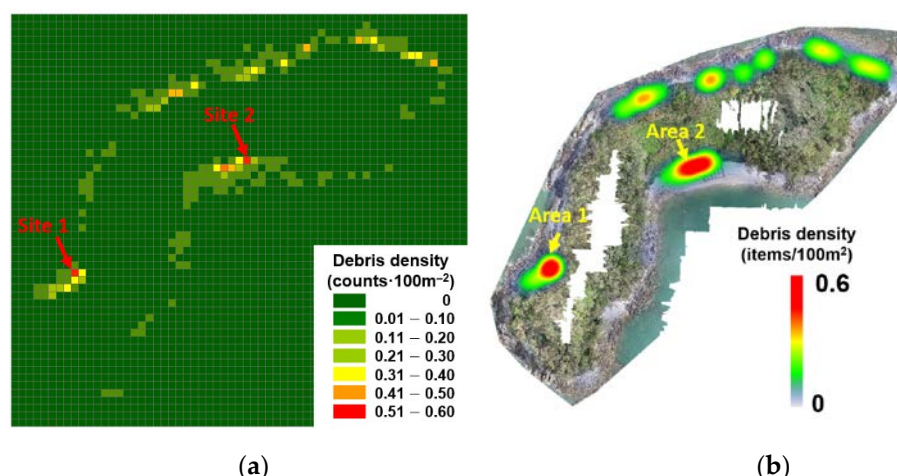 Site 2
Site 1
Debris density
(counts·100m⁻²)
0
0.01 – 0.10
0.11 – 0.20
0.21 – 0.30
0.31 – 0.40
0.41 – 0.50
0.51 – 0.60
(a)
Area 2
Area 1
Debris density
(items/100m²)
0.6
0
(b)